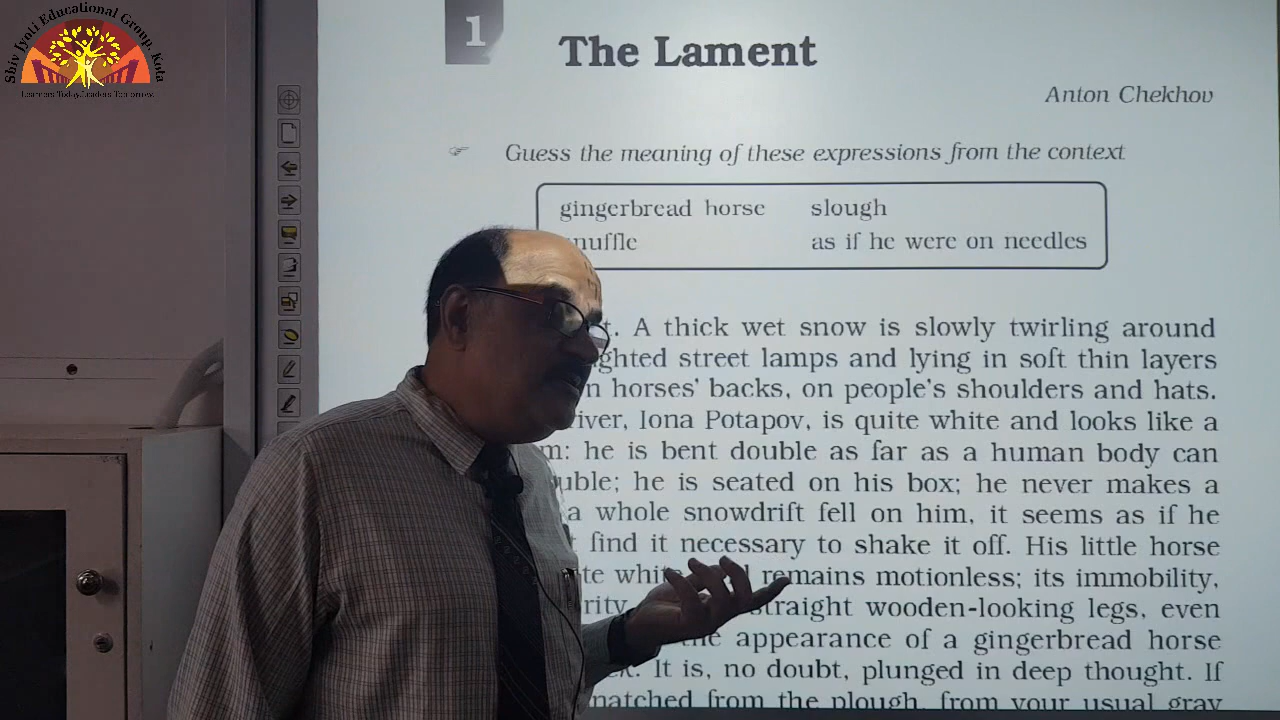 Shiv Jyoti Educational Group, Kota
Learners Today, Leaders Tomorrow
1
The Lament
Anton Chekhov
Guess the meaning of these expressions from the context
gingerbread horse slough
nuffle as if he were on needles
t. A thick wet snow is slowly twirling around
ghted street lamps and lying in soft thin layers
n horses' backs, on people's shoulders and hats.
iver, Iona Potapov, is quite white and looks like a
m: he is bent double as far as a human body can
uble; he is seated on his box; he never makes a
a whole snowdrift fell on him, it seems as if he
t find it necessary to shake it off. His little horse
te white remains motionless; its immobility,
rity straight wooden-looking legs, even
the appearance of a gingerbread horse
It is, no doubt, plunged in deep thought. If
natched from the plough, from your usual gray